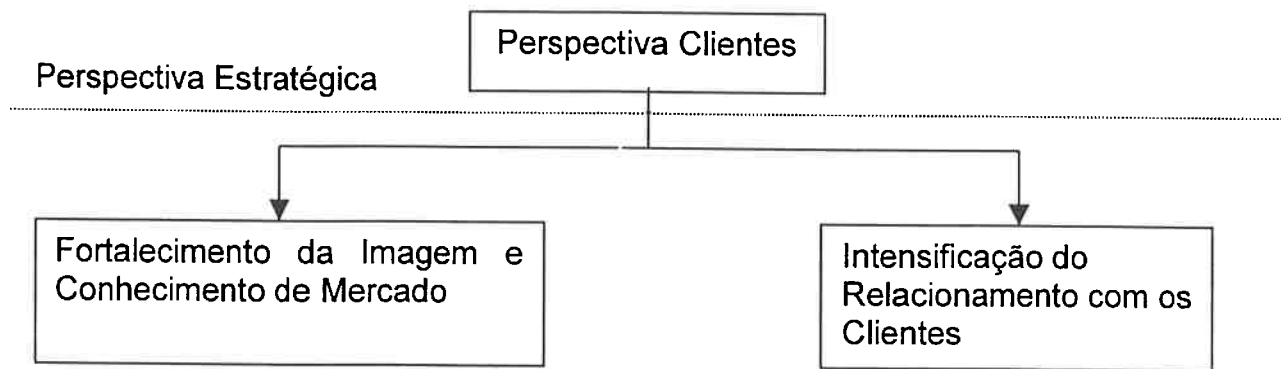 Perspectiva Clientes
Perspectiva Estratégica
Fortalecimento da Imagem e
Conhecimento de Mercado
Intensificação do
Relacionamento com os
Clientes